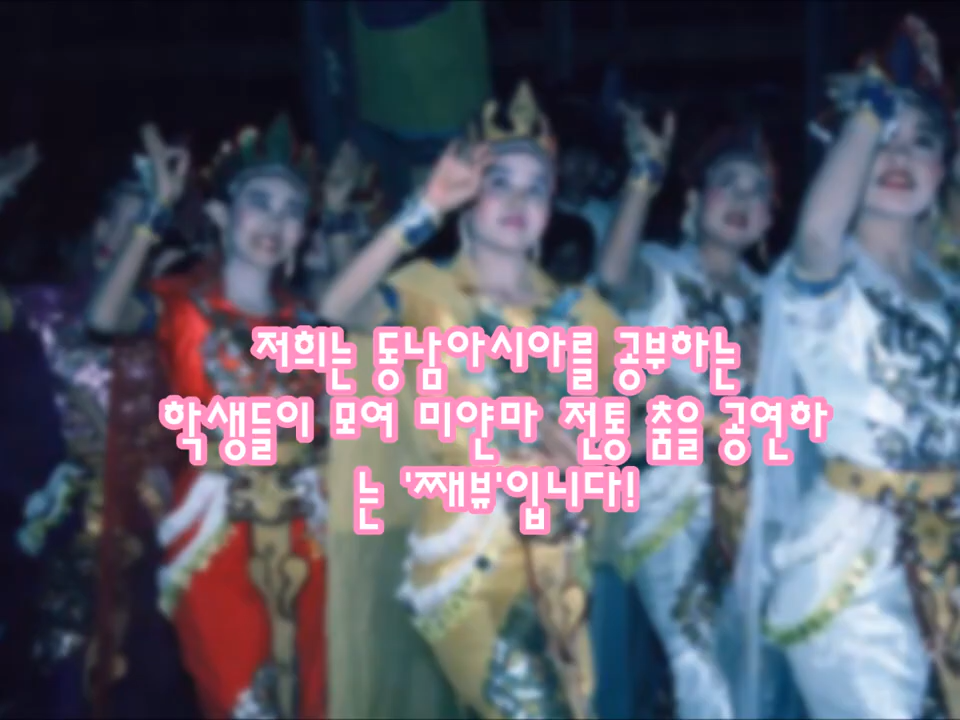 저희는 동남아시아를 공부하는
학생들이 모여 미얀마 전통 춤을 공연하
는 '째뷰'입니다!